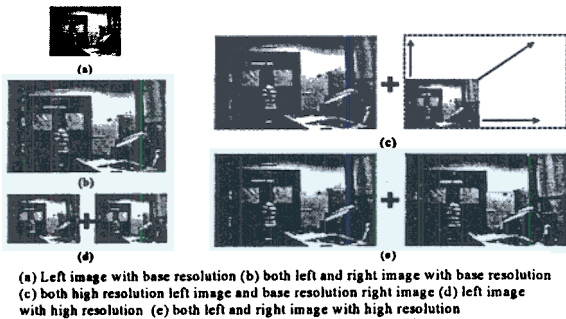 (a)
(b)
(c)
(d)
(e)
(a) Left image with base resolution (b) both left and right image with base resolution
(c) both high resolution left image and base resolution right image (d) left image
with high resolution (e) both left and right image with high resolution